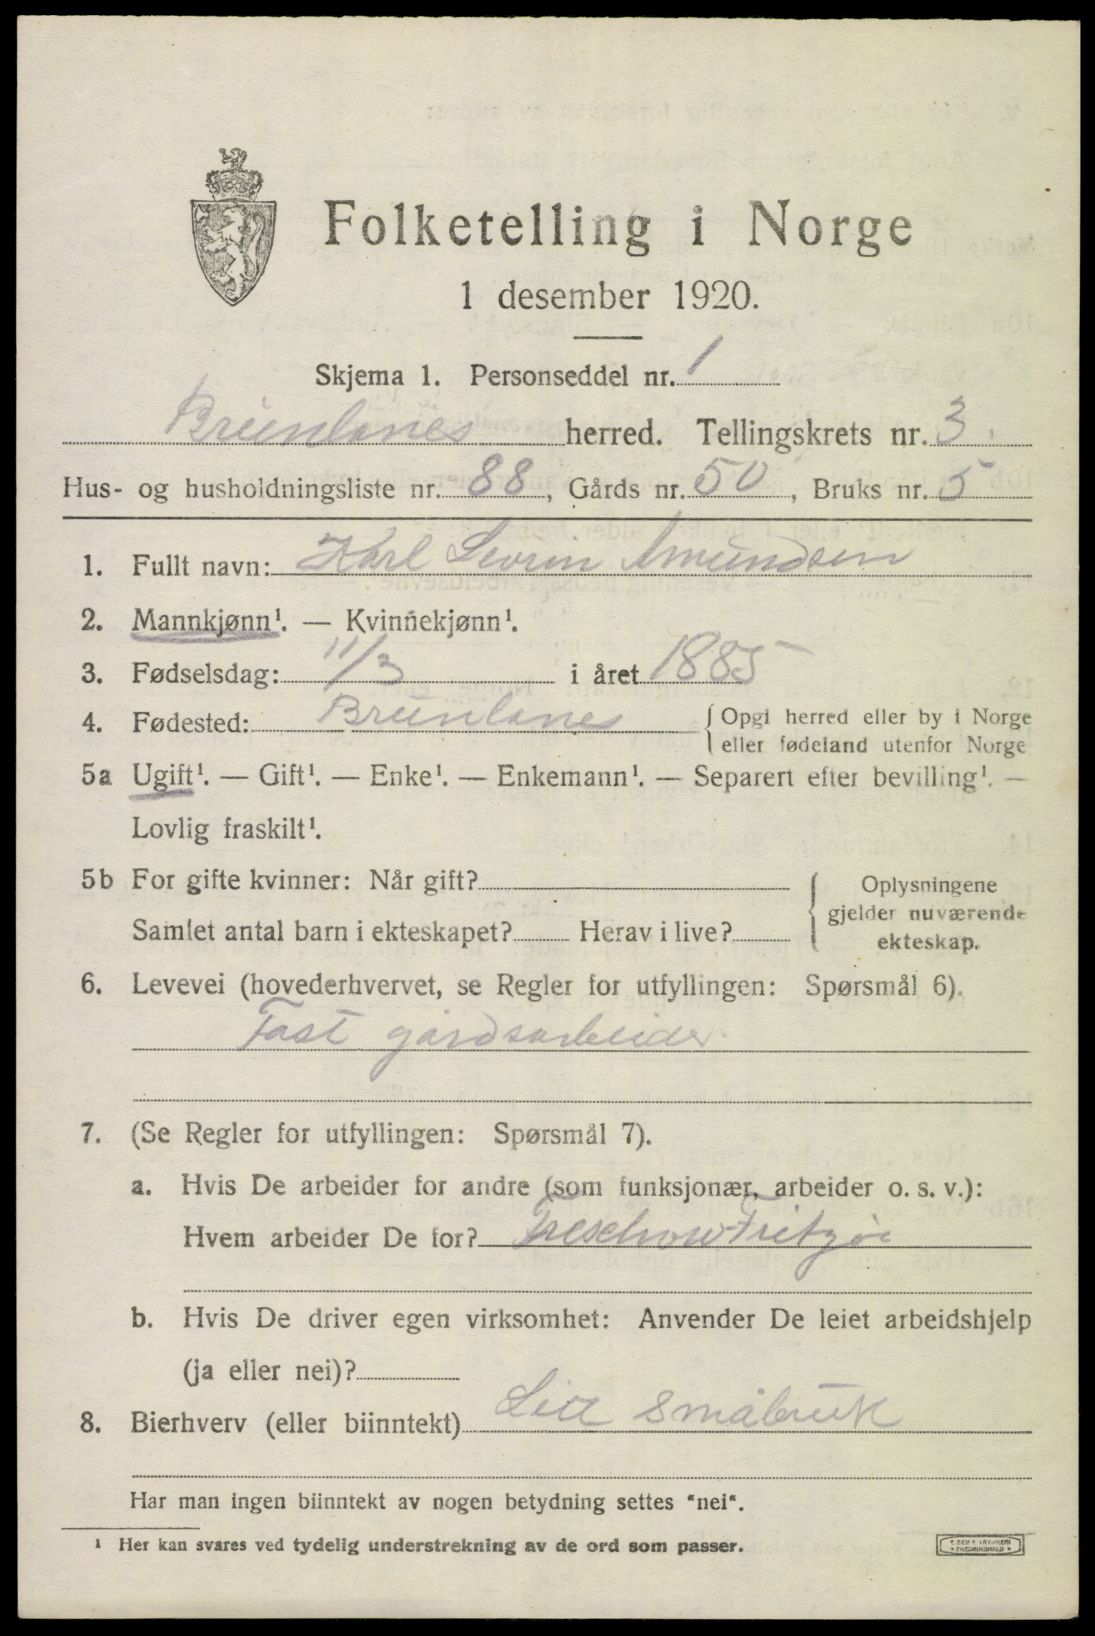 Folketelling i Norge
1 desember 1920.
Skjema 1. Personseddel nr. 1
Brunlanes herred. Tellingskrets nr. 3.
Hus- og husholdningsliste nr. 88, Gårds nr. 50, Bruks nr. 5
1. Fullt navn: Karl Severin Amundsen
2. Mannkjønn¹. — Kvinnekjønn¹.
3. Fødselsdag: 11/3 i året 1885
4. Fødested: Brunlanes { Opgi herred eller by i Norge
eller fødeland utenfor Norge
5a Ugift¹. — Gift¹. — Enke¹. — Enkemann¹. — Separert efter bevilling¹. —
Lovlig fraskilt¹.
5b For gifte kvinner: Når gift? { Oplysningene
gjelder nuværende
Samlet antal barn i ekteskapet? Herav i live? ekteskap.
6. Levevei (hovederhvervet, se Regler for utfyllingen: Spørsmål 6).
Fast gårdsarbeider
7. (Se Regler for utfyllingen: Spørsmål 7).
a. Hvis De arbeider for andre (som funksjonær, arbeider o. s. v.):
Hvem arbeider De for? Treschow Fritzøe
b. Hvis De driver egen virksomhet: Anvender De leiet arbeidshjelp
(ja eller nei)?
8. Bierhverv (eller biinntekt) småbruk
Har man ingen biinntekt av nogen betydning settes "nei".
¹ Her kan svares ved tydelig understrekning av de ord som passer.